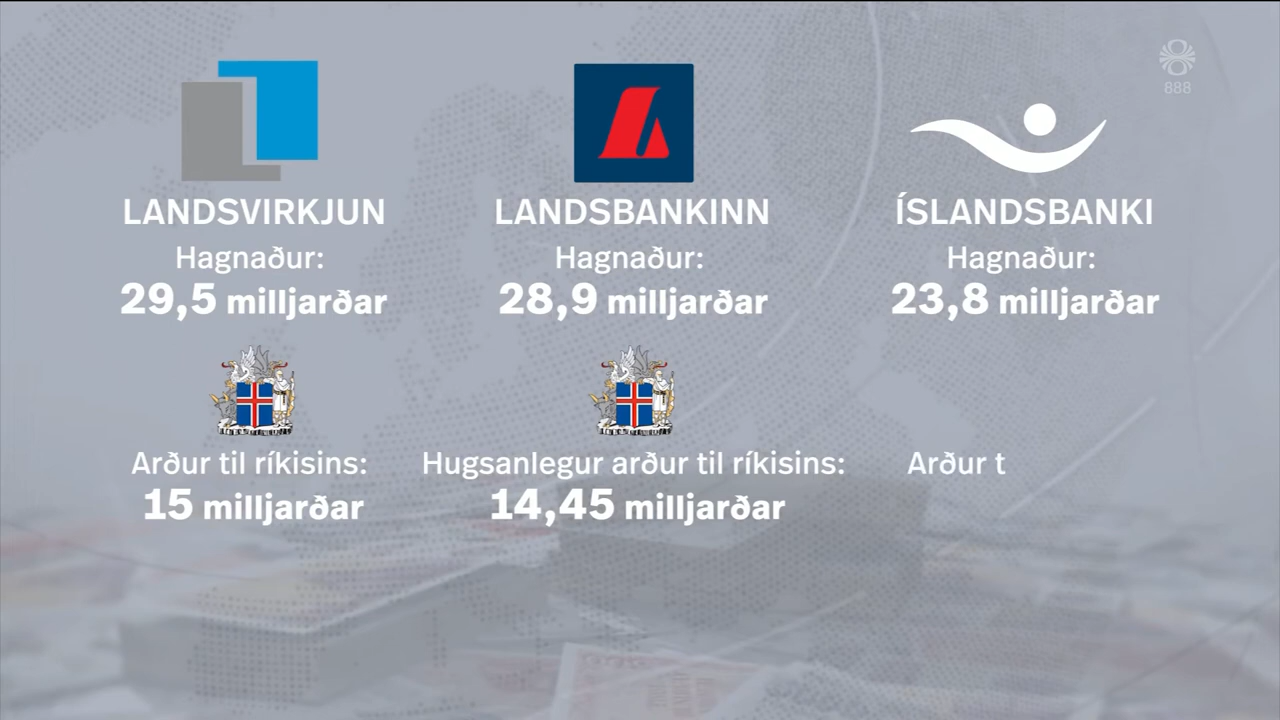 888
LANDSVIRKJUN
Hagnaður:
29,5 milljarðar
Arður til ríkisins:
15 milljarðar
LANDSBANKINN
Hagnaður:
28,9 milljarðar
Hugsanlegur arður til ríkisins:
14,45 milljarðar
ÍSLANDSBANKI
Hagnaður:
23,8 milljarðar
Arður t